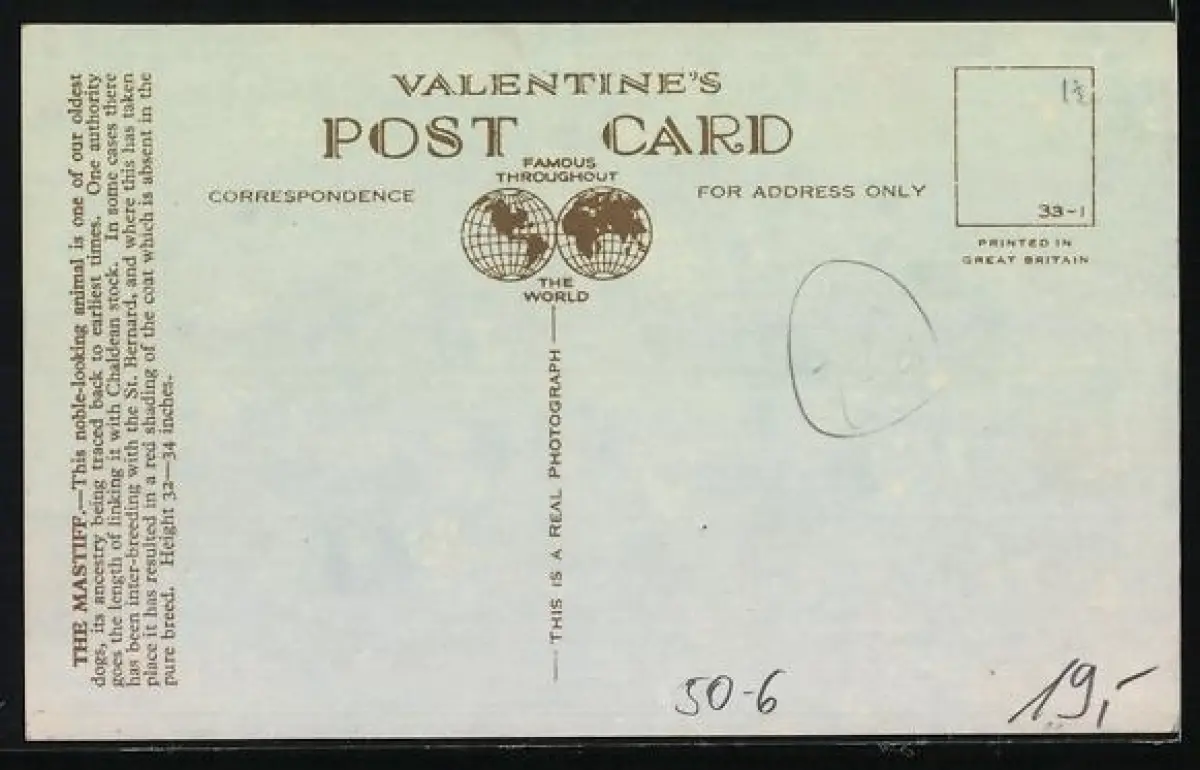 THE MASTIFF.—This noble-looking animal is one of our oldest
dogs, its ancestry being traced back to earliest times. One authority
goes the length of linking it with Chaldean stock. In some cases there
has been inter-breeding with the St. Bernard, and where this has taken
place it has resulted in a red shading of the coat which is absent in the
pure breed. Height 32—34 inches.
VALENTINE'S
POST CARD
FAMOUS
THROUGHOUT
THE
WORLD
CORRESPONDENCE
FOR ADDRESS ONLY
THIS IS A REAL PHOTOGRAPH
1½
33-1
PRINTED IN
GREAT BRITAIN
50-6
19,-